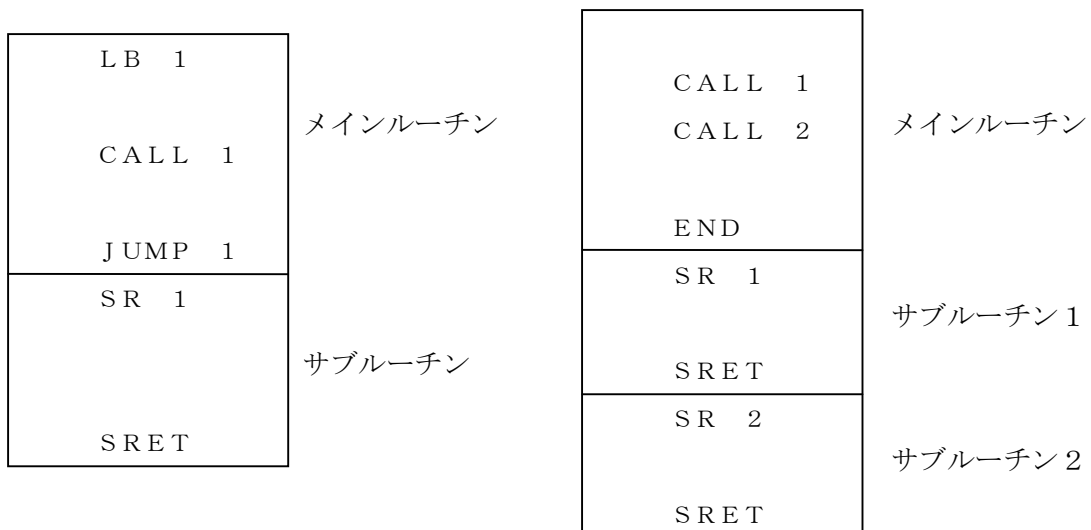 LB 1
CALL 1
JUMP 1
メインルーチン
SR 1
SRET
サブルーチン
CALL 1
CALL 2
END
メインルーチン
SR 1
SRET
サブルーチン1
SR 2
SRET
サブルーチン2